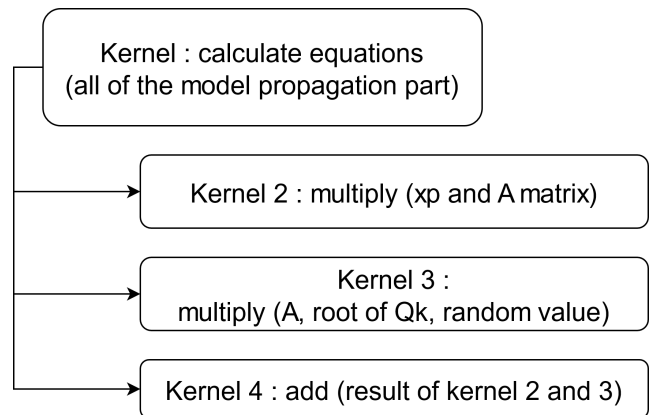 Kernel : calculate equations
(all of the model propagation part)
Kernel 2 : multiply (xp and A matrix)
Kernel 3 :
multiply (A, root of Qk, random value)
Kernel 4 : add (result of kernel 2 and 3)